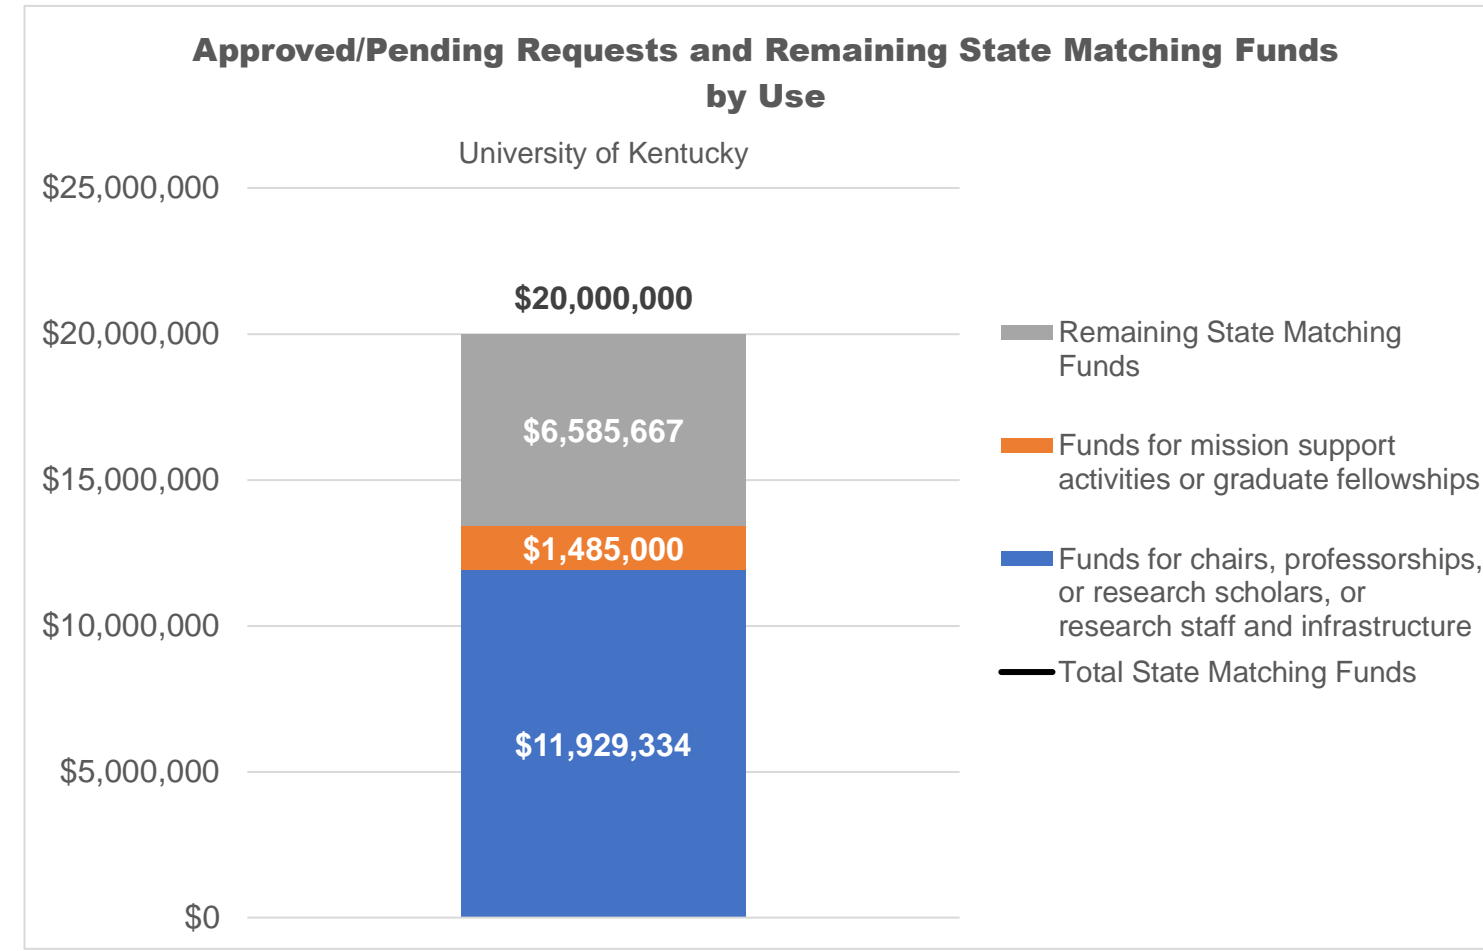 Approved/Pending Requests and Remaining State Matching Funds
by Use
University of Kentucky
$25,000,000
$20,000,000
$20,000,000
$15,000,000
$10,000,000
$5,000,000
$0
$6,585,667
$1,485,000
$11,929,334
Remaining State Matching
Funds
Funds for mission support
activities or graduate fellowships
Funds for chairs, professorships,
or research scholars, or
research staff and infrastructure
Total State Matching Funds